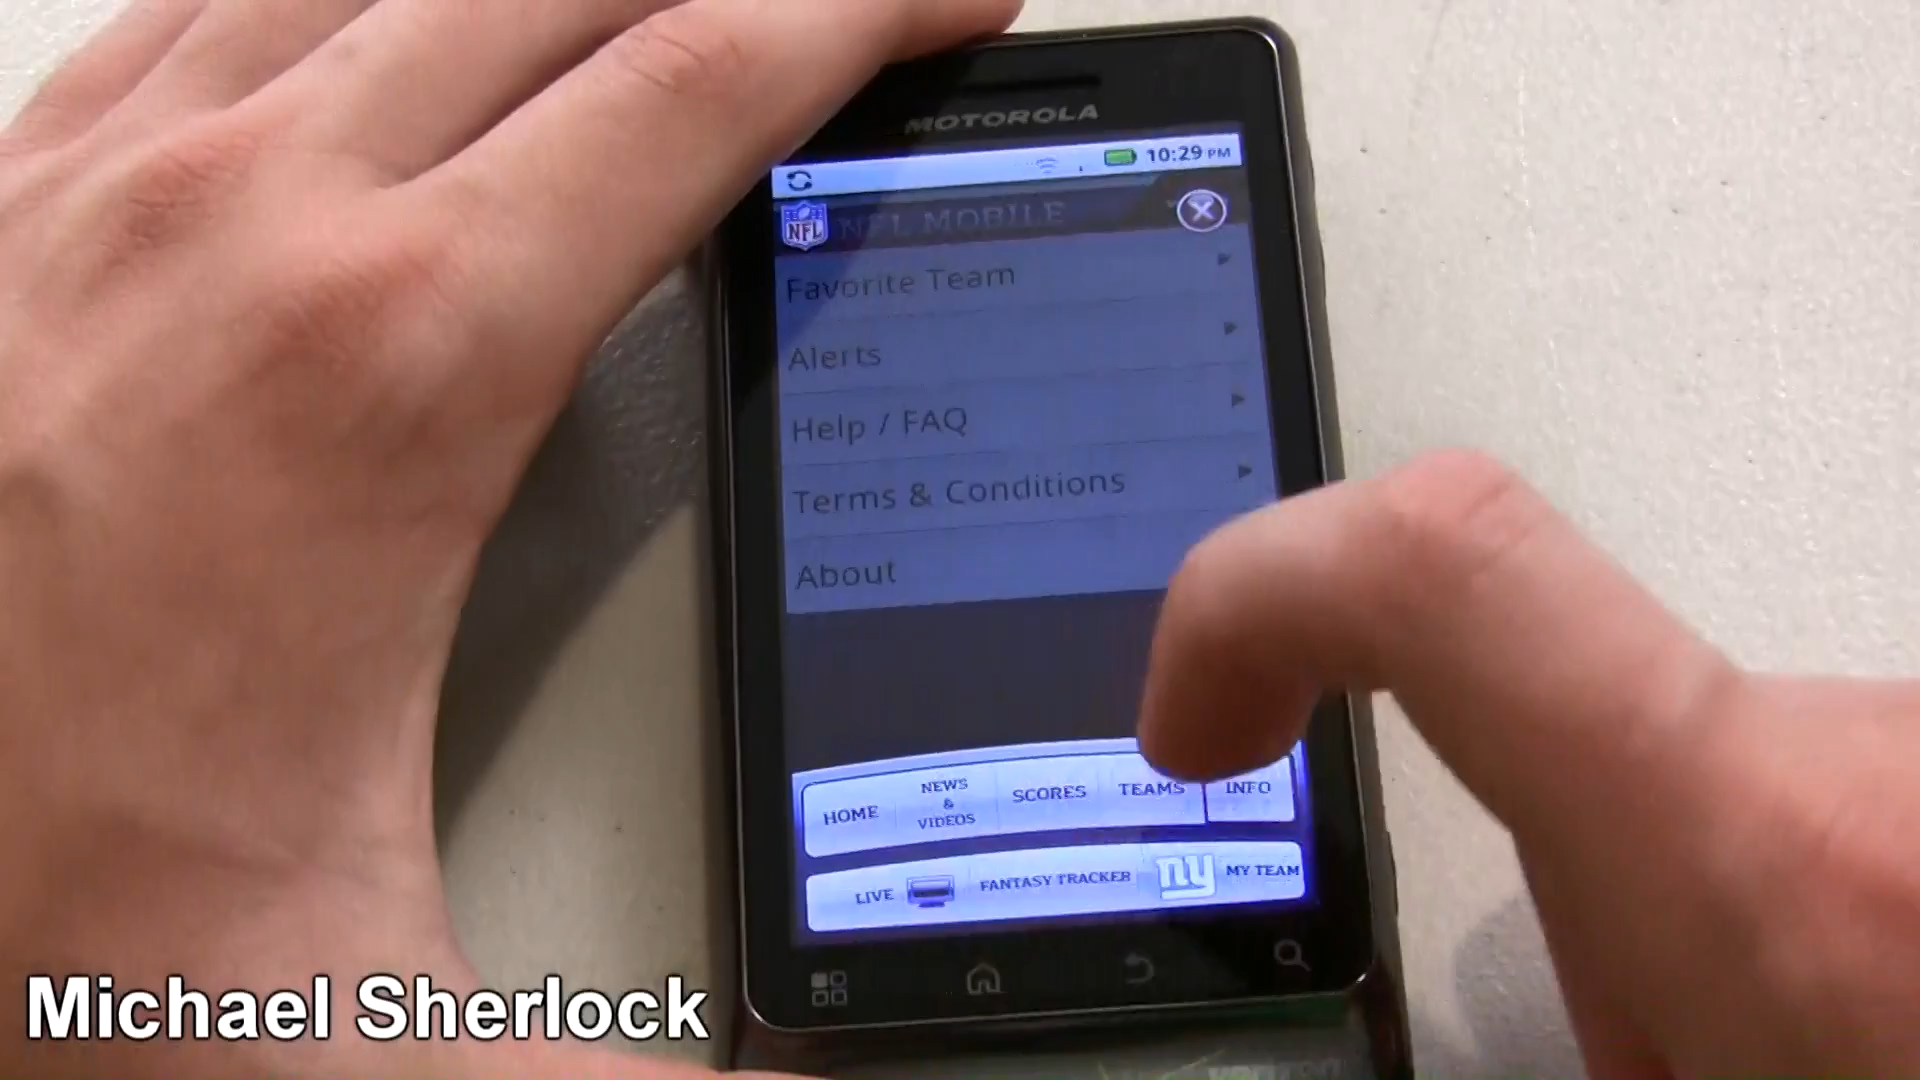 MOTOROLA
10:29 PM
NFL
NFL MOBILE
Favorite Team
Alerts
Help / FAQ
Terms & Conditions
About
HOME
NEWS
&
VIDEOS
SCORES
TEAMS
INFO
LIVE
FANTASY TRACKER
ny
MY TEAM
Michael Sherlock
verizon